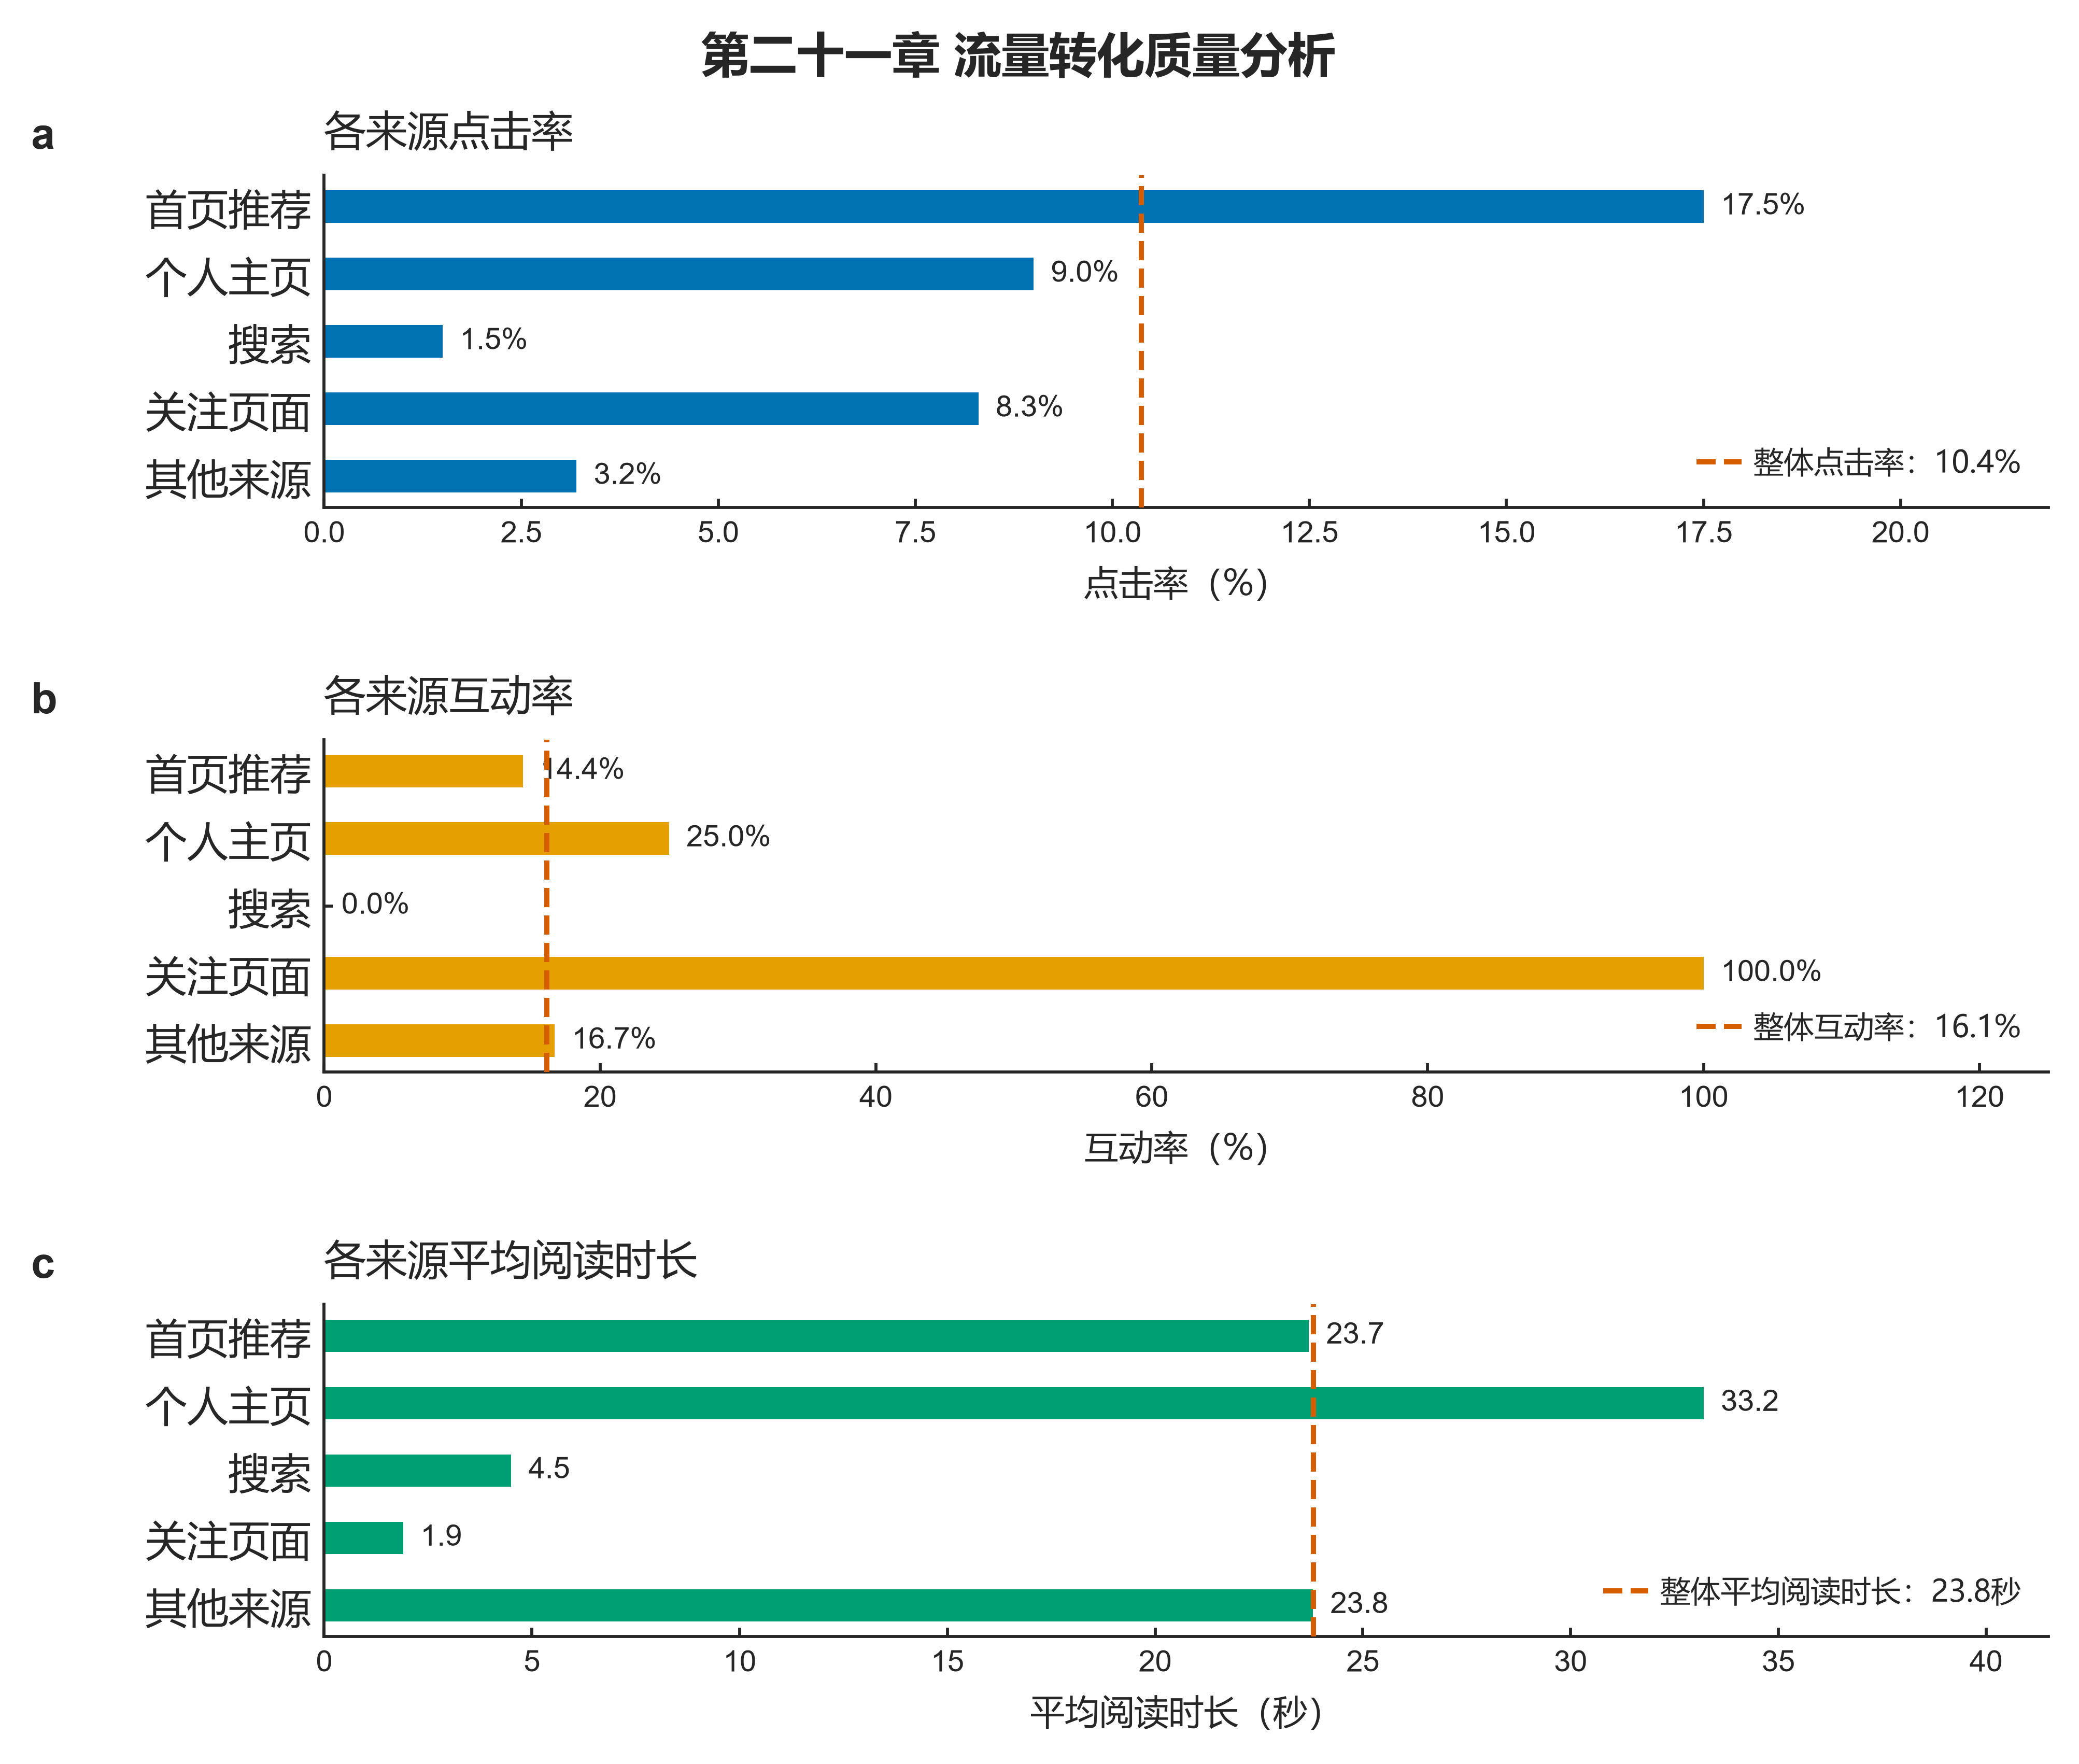 第二十一章 流量转化质量分析
a
各来源点击率
首页推荐 17.5%
个人主页 9.0%
搜索 1.5%
关注页面 8.3%
其他来源 3.2%
整体点击率：10.4%
0.0 2.5 5.0 7.5 10.0 12.5 15.0 17.5 20.0
点击率（%）
b
各来源互动率
首页推荐 14.4%
个人主页 25.0%
搜索 0.0%
关注页面 100.0%
其他来源 16.7%
整体互动率：16.1%
0 20 40 60 80 100 120
互动率（%）
c
各来源平均阅读时长
首页推荐 23.7
个人主页 33.2
搜索 4.5
关注页面 1.9
其他来源 23.8
整体平均阅读时长：23.8秒
0 5 10 15 20 25 30 35 40
平均阅读时长（秒）